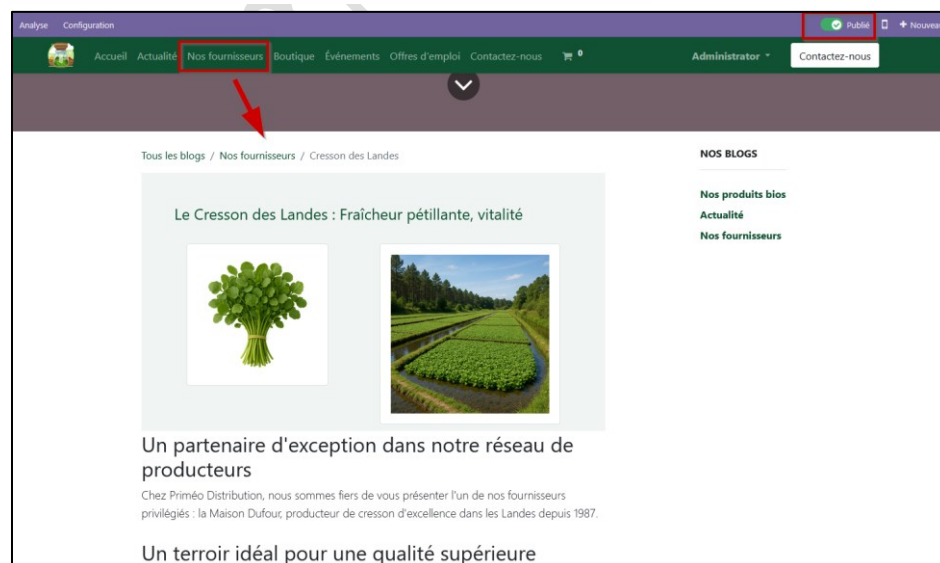 Analyse Configuration Publié + Nouveau
Accueil Actualité Nos fournisseurs Boutique Événements Offres d'emploi Contactez-nous 0 Administrator Contactez-nous
Tous les blogs / Nos fournisseurs / Cresson des Landes
NOS BLOGS
Nos produits bios
Actualité
Nos fournisseurs
Le Cresson des Landes : Fraîcheur pétillante, vitalité
Un partenaire d'exception dans notre réseau de
producteurs
Chez Priméo Distribution, nous sommes fiers de vous présenter l'un de nos fournisseurs
privilégiés : la Maison Dufour, producteur de cresson d'excellence dans les Landes depuis 1987.
Un terroir idéal pour une qualité supérieure